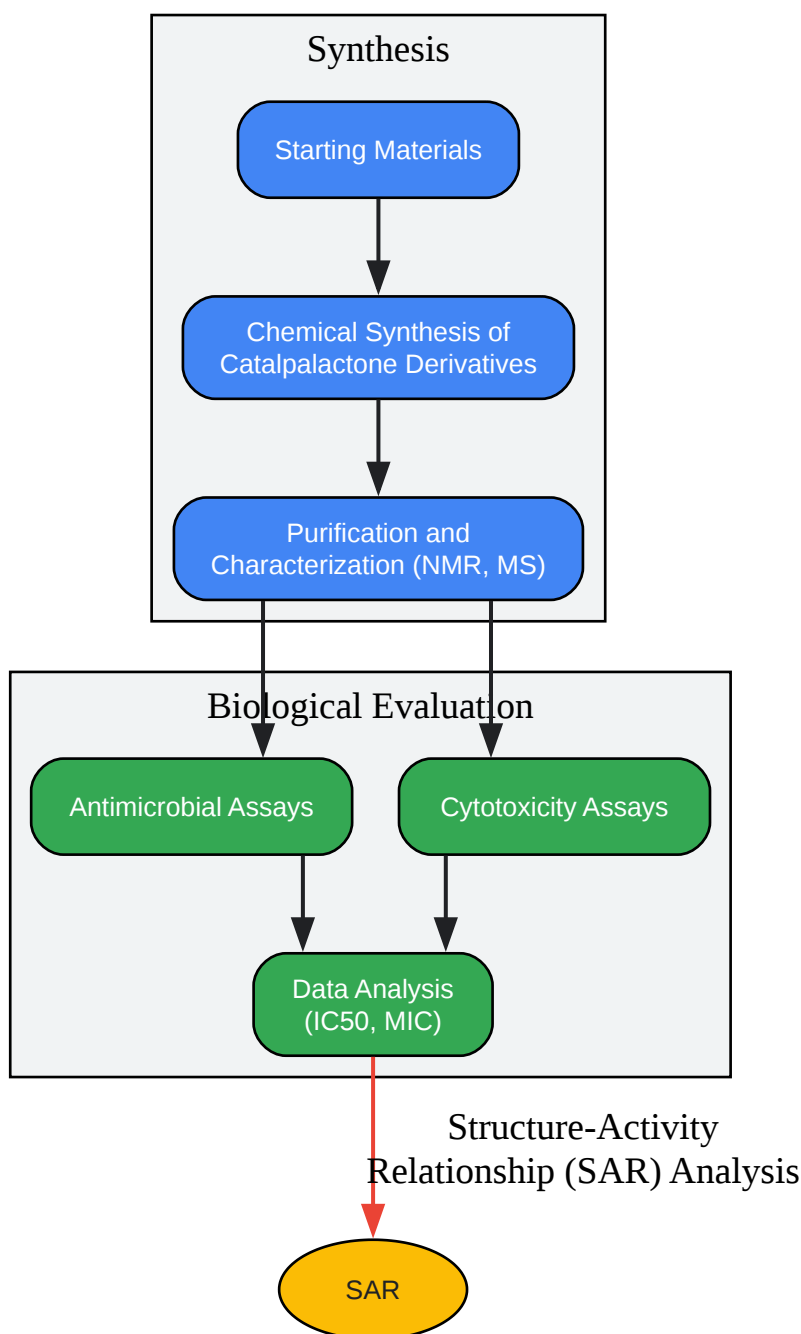 Synthesis
Starting Materials
Chemical Synthesis of
Catalpalactone Derivatives
Purification and
Characterization (NMR, MS)
Biological Evaluation
Antimicrobial Assays
Cytotoxicity Assays
Data Analysis
(IC50, MIC)
Structure-Activity
Relationship (SAR) Analysis
SAR